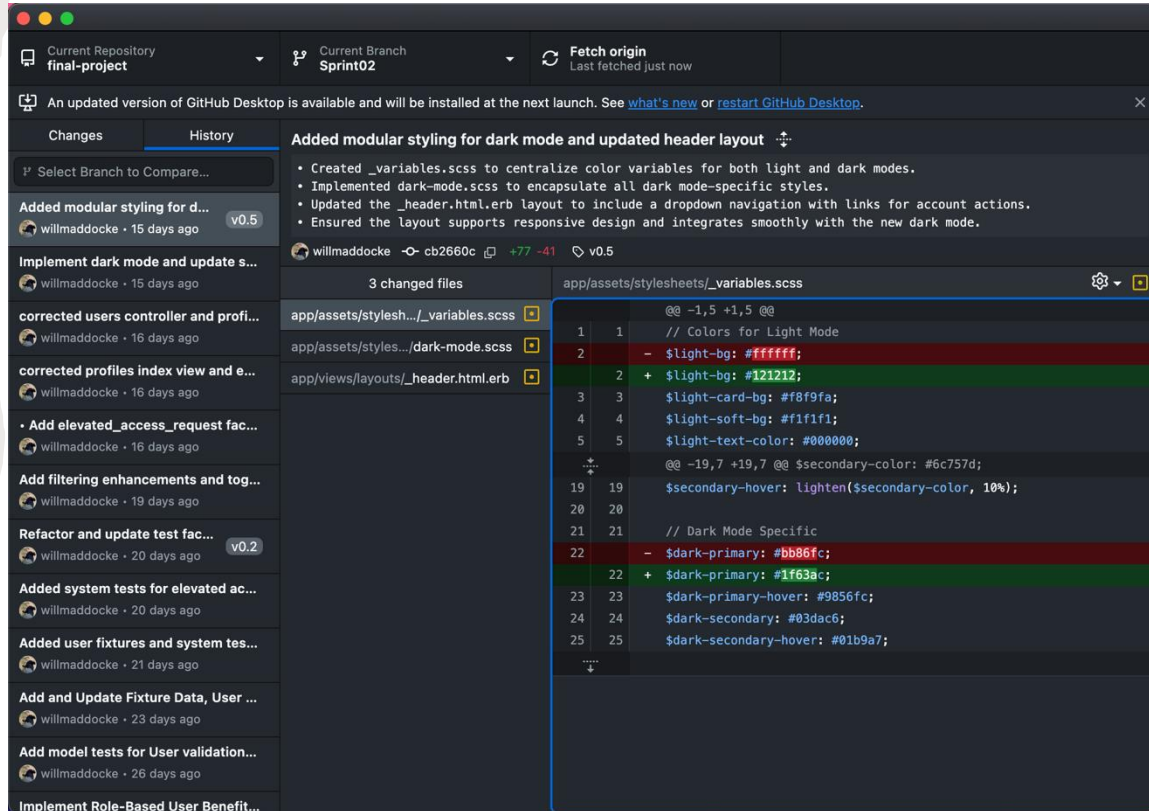 Current Repository
final-project
Current Branch
Sprint02
Fetch origin
Last fetched just now
An updated version of GitHub Desktop is available and will be installed at the next launch. See what's new or restart GitHub Desktop.
Changes
History
Select Branch to Compare...
Added modular styling for d...
v0.5
willmaddocke • 15 days ago
Implement dark mode and update s...
willmaddocke • 15 days ago
corrected users controller and profi...
willmaddocke • 16 days ago
corrected profiles index view and e...
willmaddocke • 16 days ago
• Add elevated_access_request fac...
willmaddocke • 16 days ago
Add filtering enhancements and tog...
willmaddocke • 19 days ago
Refactor and update test fac...
v0.2
willmaddocke • 20 days ago
Added system tests for elevated ac...
willmaddocke • 20 days ago
Added user fixtures and system tes...
willmaddocke • 21 days ago
Add and Update Fixture Data, User ...
willmaddocke • 23 days ago
Add model tests for User validation...
willmaddocke • 26 days ago
Implement Role-Based User Benefit...
Added modular styling for dark mode and updated header layout
• Created _variables.scss to centralize color variables for both light and dark modes.
• Implemented dark-mode.scss to encapsulate all dark mode-specific styles.
• Updated the _header.html.erb layout to include a dropdown navigation with links for account actions.
• Ensured the layout supports responsive design and integrates smoothly with the new dark mode.
willmaddocke cb2660c +77 -41 v0.5
3 changed files
app/assets/stylesh.../_variables.scss
app/assets/styles.../dark-mode.scss
app/views/layouts/_header.html.erb
app/assets/stylesheets/_variables.scss
@@ -1,5 +1,5 @@
1 1 // Colors for Light Mode
2 - $light-bg: #ffffff;
2 + $light-bg: #121212;
3 3 $light-card-bg: #f8f9fa;
4 4 $light-soft-bg: #f1f1f1;
5 5 $light-text-color: #000000;
@@ -19,7 +19,7 @@ $secondary-color: #6c757d;
19 19 $secondary-hover: lighten($secondary-color, 10%);
20 20
21 21 // Dark Mode Specific
22 - $dark-primary: #bb86fc;
22 + $dark-primary: #1f63ac;
23 23 $dark-primary-hover: #9856fc;
24 24 $dark-secondary: #03dac6;
25 25 $dark-secondary-hover: #01b9a7;